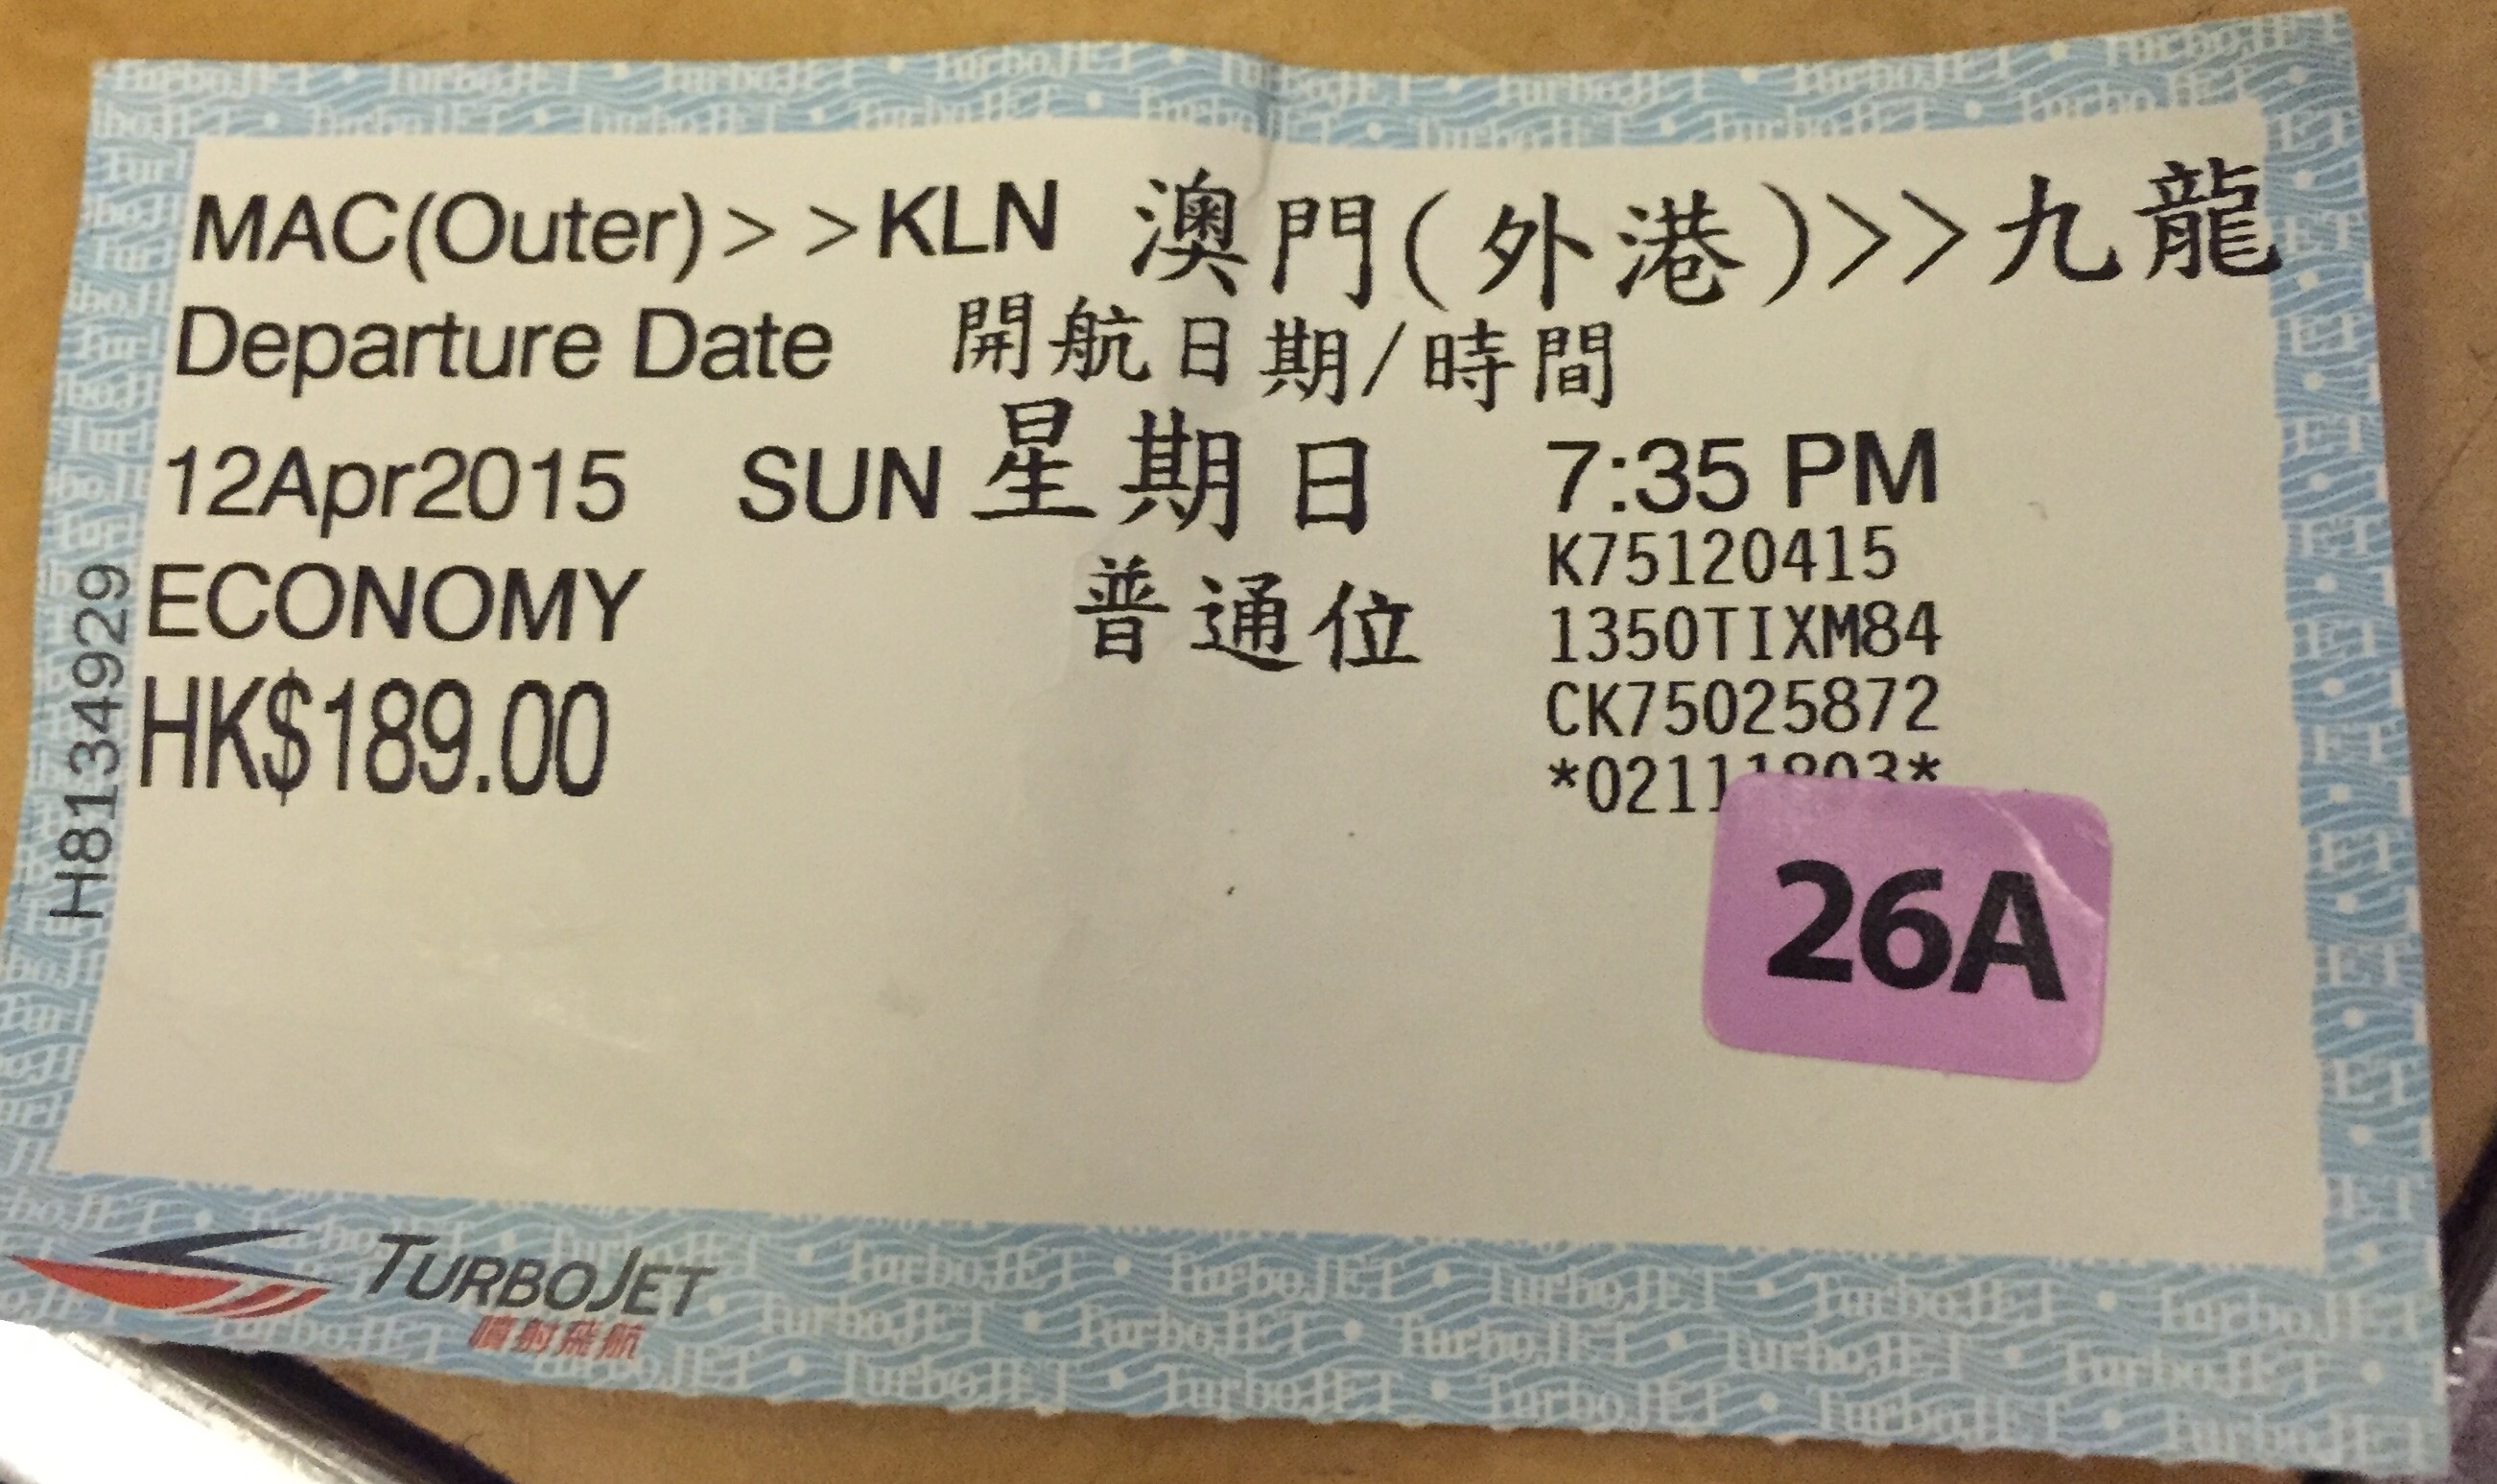 MAC(Outer)>>KLN 澳門(外港)>>九龍
Departure Date 開航日期/時間
12Apr2015 SUN 星期日 7:35 PM
K75120415
ECONOMY 普通位
1350TIXM84
HK$189.00
CK75025872
26A
H81349929
TURBOJET
噴射飛航